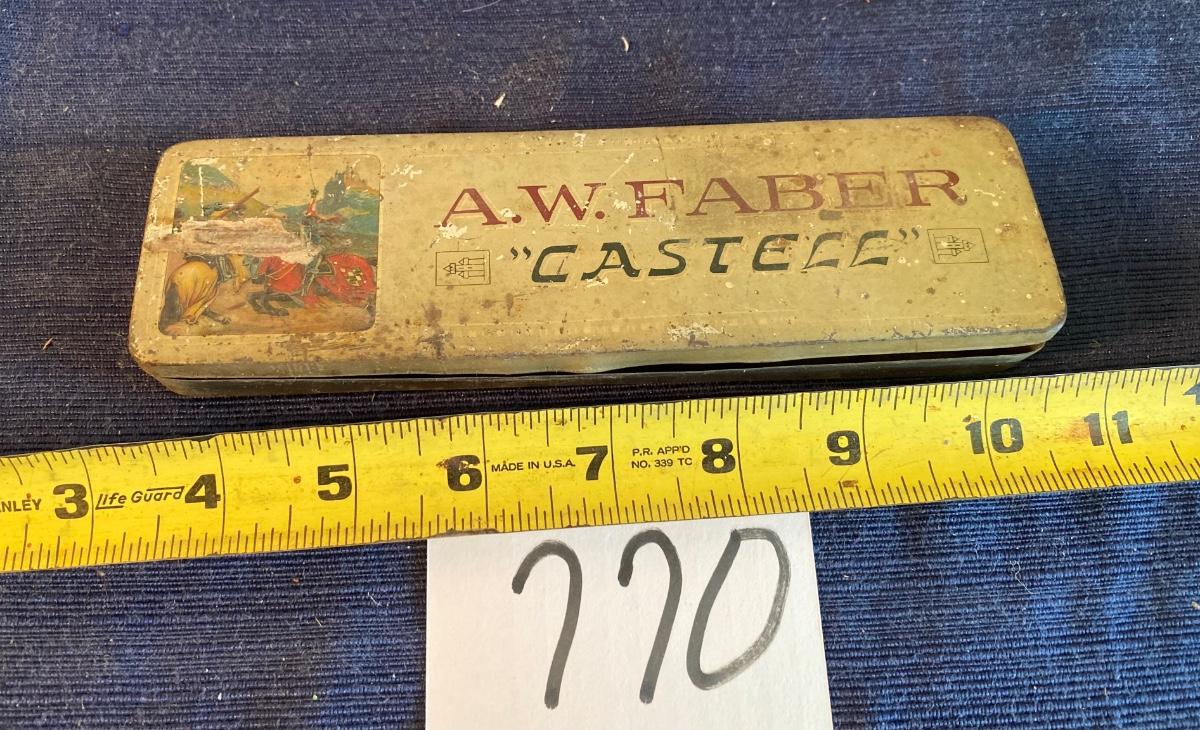 A.W. FABER
"CASTELL"
NLEY 3 Life Guard 4 5 6 MADE IN U.S.A. 7 P.R. APP'D 8 9 10 11
NO. 339 TC
770